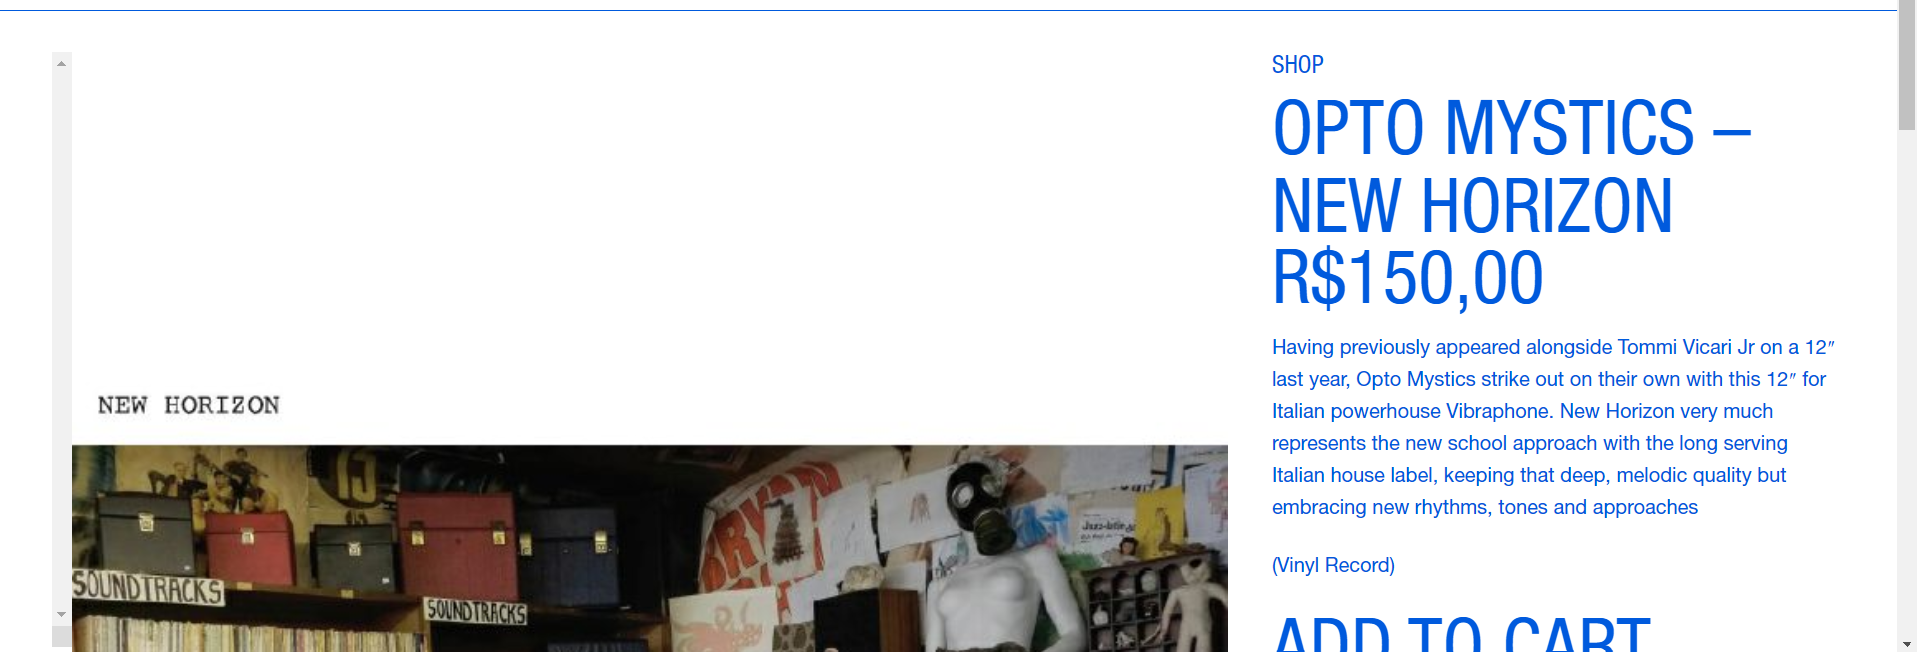 SHOP
OPTO MYSTICS –
NEW HORIZON
R$150,00
Having previously appeared alongside Tommi Vicari Jr on a 12″
last year, Opto Mystics strike out on their own with this 12″ for
Italian powerhouse Vibraphone. New Horizon very much
represents the new school approach with the long serving
Italian house label, keeping that deep, melodic quality but
embracing new rhythms, tones and approaches
(Vinyl Record)
ADD TO CART
NEW HORIZON
15
SOUNDTRACKS
SOUNDTRACKS